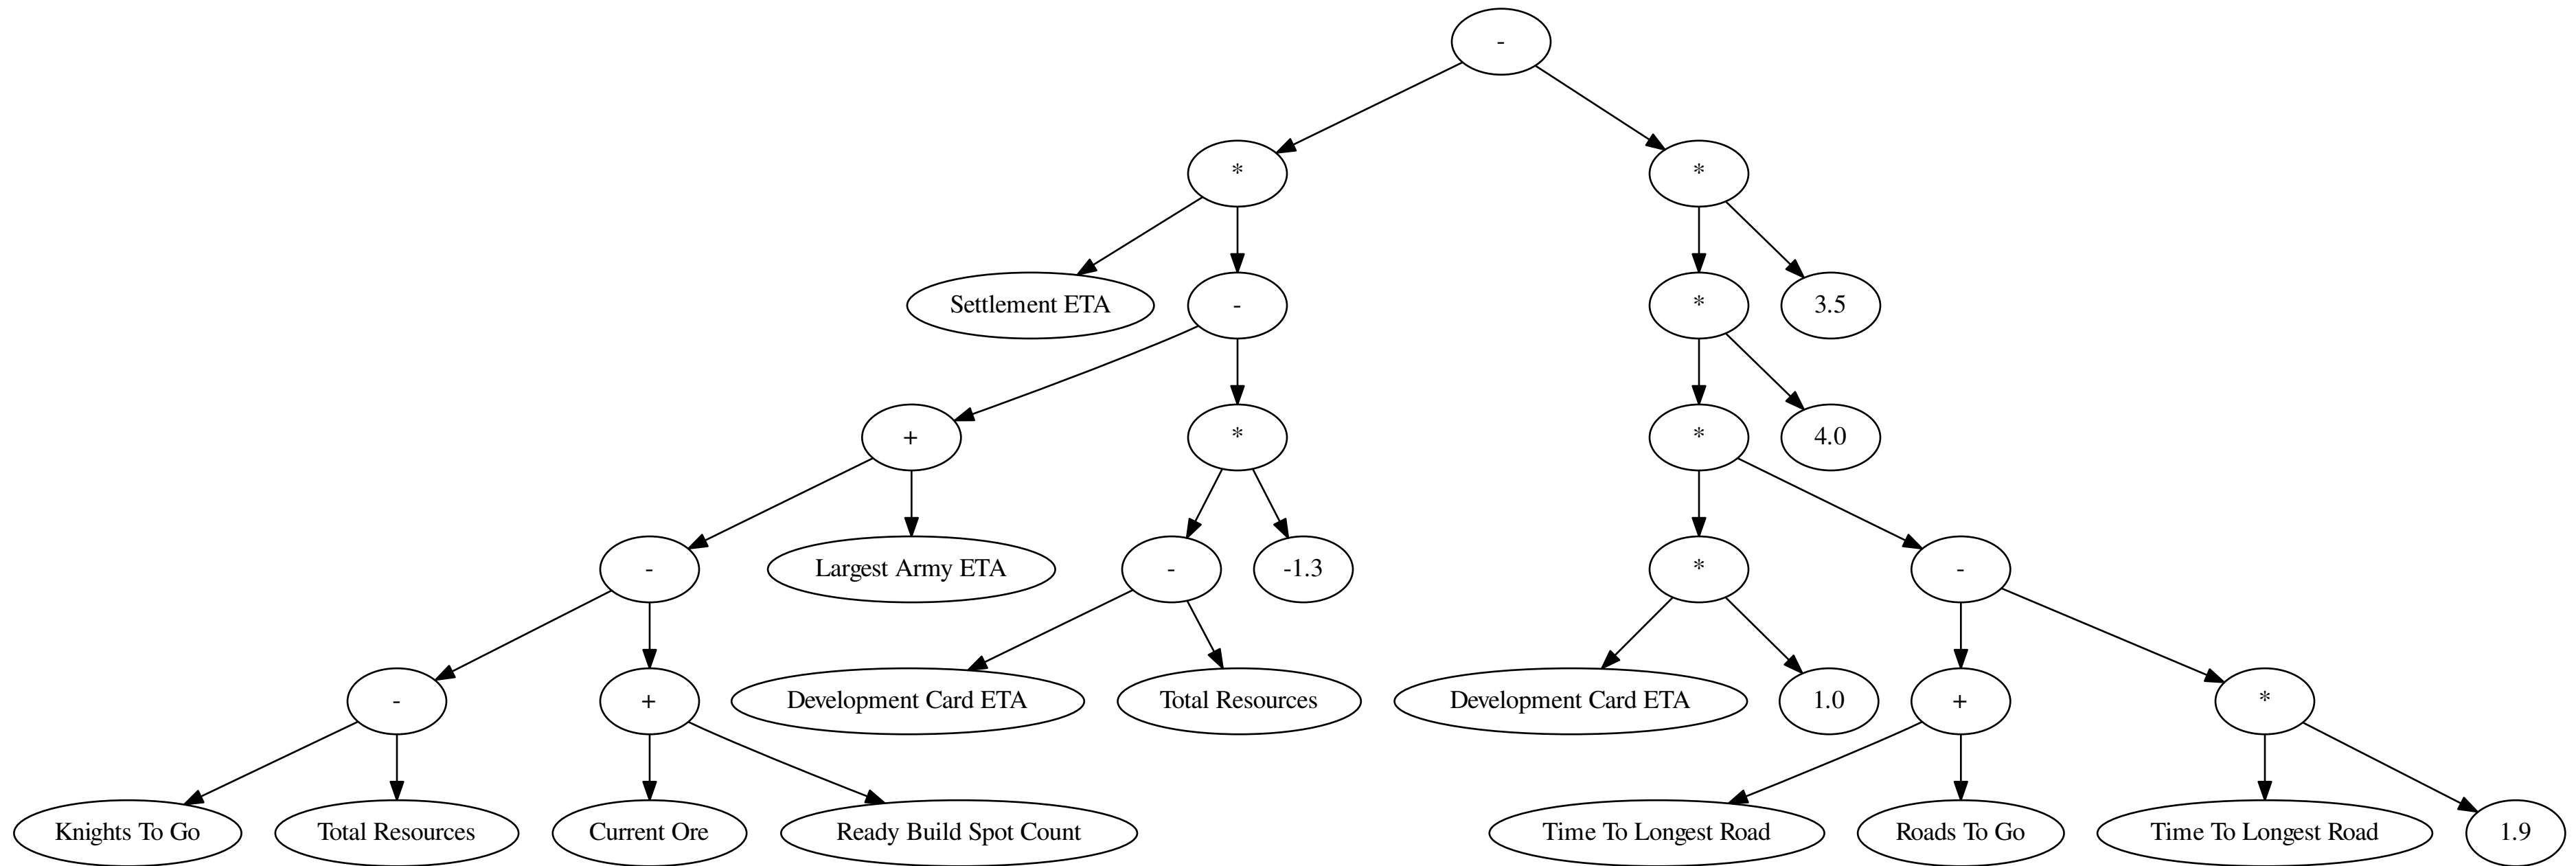 -
* *
Settlement ETA - * 3.5
+ * * 4.0
- Largest Army ETA - -1.3 * -
- + Development Card ETA Total Resources Development Card ETA 1.0 + *
Knights To Go Total Resources Current Ore Ready Build Spot Count Time To Longest Road Roads To Go Time To Longest Road 1.9